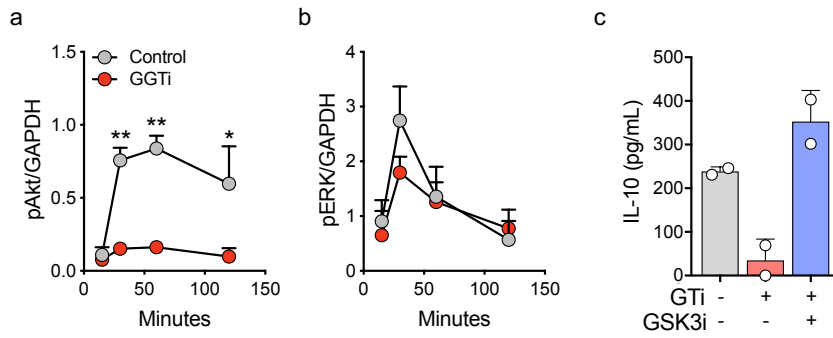 a
b
c
Control
GGTi
pAkt/GAPDH
1.5
1.0
0.5
0.0
**
**
*
0 50 100 150
Minutes
pERK/GAPDH
4
3
2
1
0
0 50 100 150
Minutes
IL-10 (pg/mL)
500
400
300
200
100
0
GTi - + +
GSK3i - - +